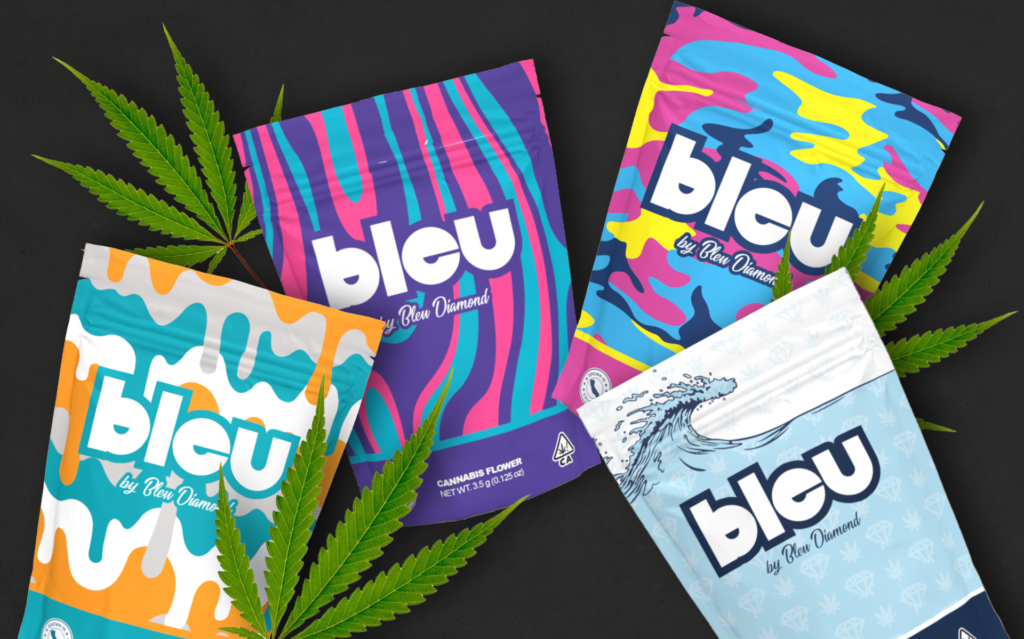 bleu
by Bleu Diamond
CANNABIS FLOWER
NET WT. 3.5 g (0.125 oz)
CA
bleu
by Bleu Diamond
bleu
by Bleu Diamond
bleu
by Bleu Diamond